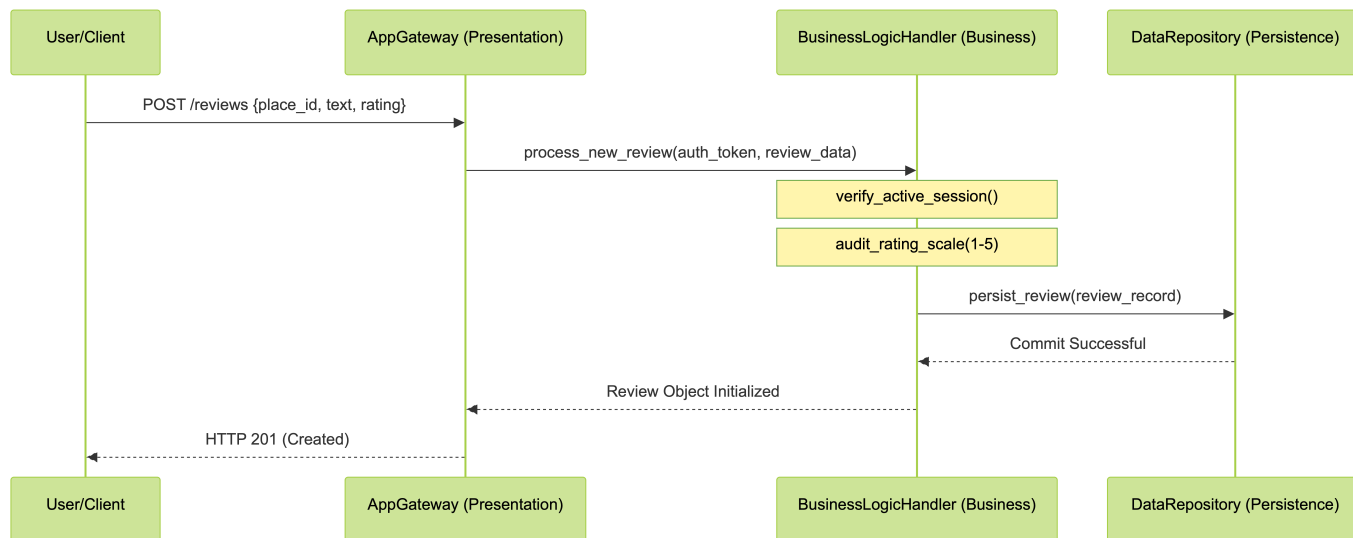 User/Client
AppGateway (Presentation)
BusinessLogicHandler (Business)
DataRepository (Persistence)
POST /reviews {place_id, text, rating}
process_new_review(auth_token, review_data)
verify_active_session()
audit_rating_scale(1-5)
persist_review(review_record)
Commit Successful
Review Object Initialized
HTTP 201 (Created)
User/Client
AppGateway (Presentation)
BusinessLogicHandler (Business)
DataRepository (Persistence)